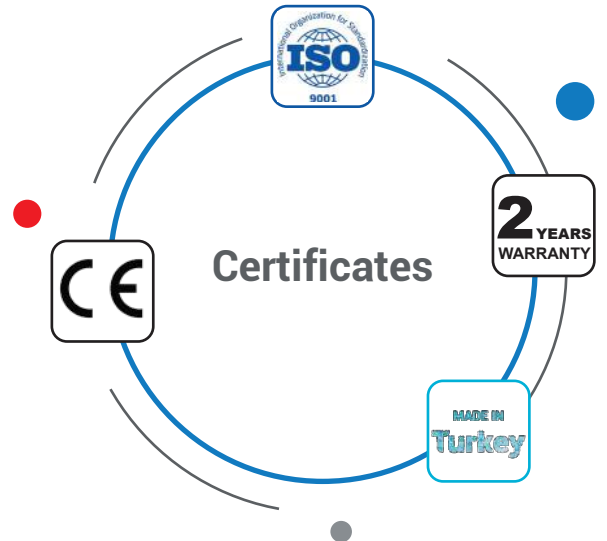 International Organization for Standardization
ISO
9001
2 YEARS
WARRANTY
Certificates
CE
MADE IN
Turkey